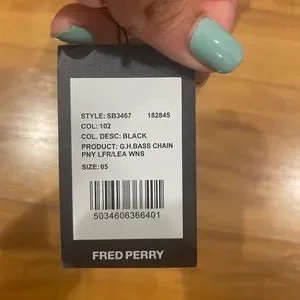 STYLE: SB3467 182845
COL: 102
COL. DESC: BLACK
PRODUCT: G.H.BASS CHAIN
PNY LFR/LEA WNS
SIZE: 05
5034606366401
FRED PERRY